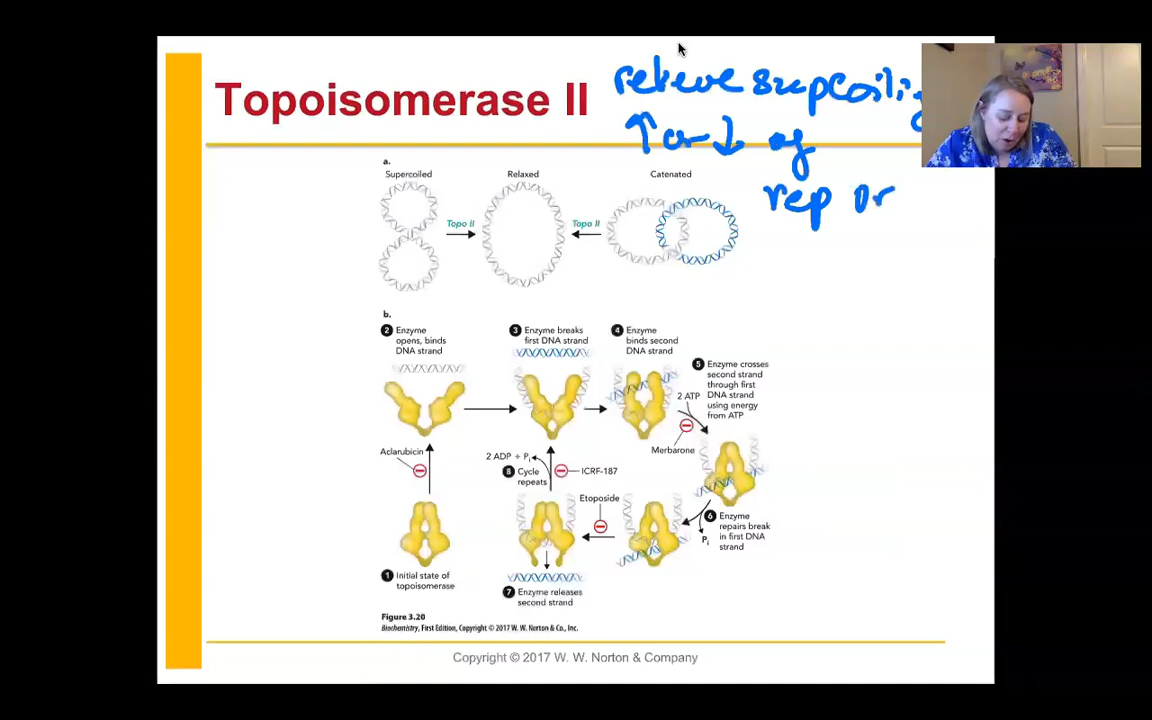 Topoisomerase II
relieve supcoili
↑ or ↓ of
rep or
a.
Supercoiled
Relaxed
Catenated
Topo II
Topo II
b.
2 Enzyme
opens, binds
DNA strand
3 Enzyme breaks
first DNA strand
4 Enzyme
binds second
DNA strand
5 Enzyme crosses
second strand
through first
DNA strand
using energy
from ATP
2 ATP
Merbarone
Aclarubicin
2 ADP + Pi
8 Cycle
repeats
ICRF-187
Etoposide
6 Enzyme
repairs break
in first DNA
strand
Pi
1 Initial state of
topoisomerase
7 Enzyme releases
second strand
Figure 3.20
Biochemistry, First Edition, Copyright © 2017 W. W. Norton & Co., Inc.
Copyright © 2017 W. W. Norton & Company